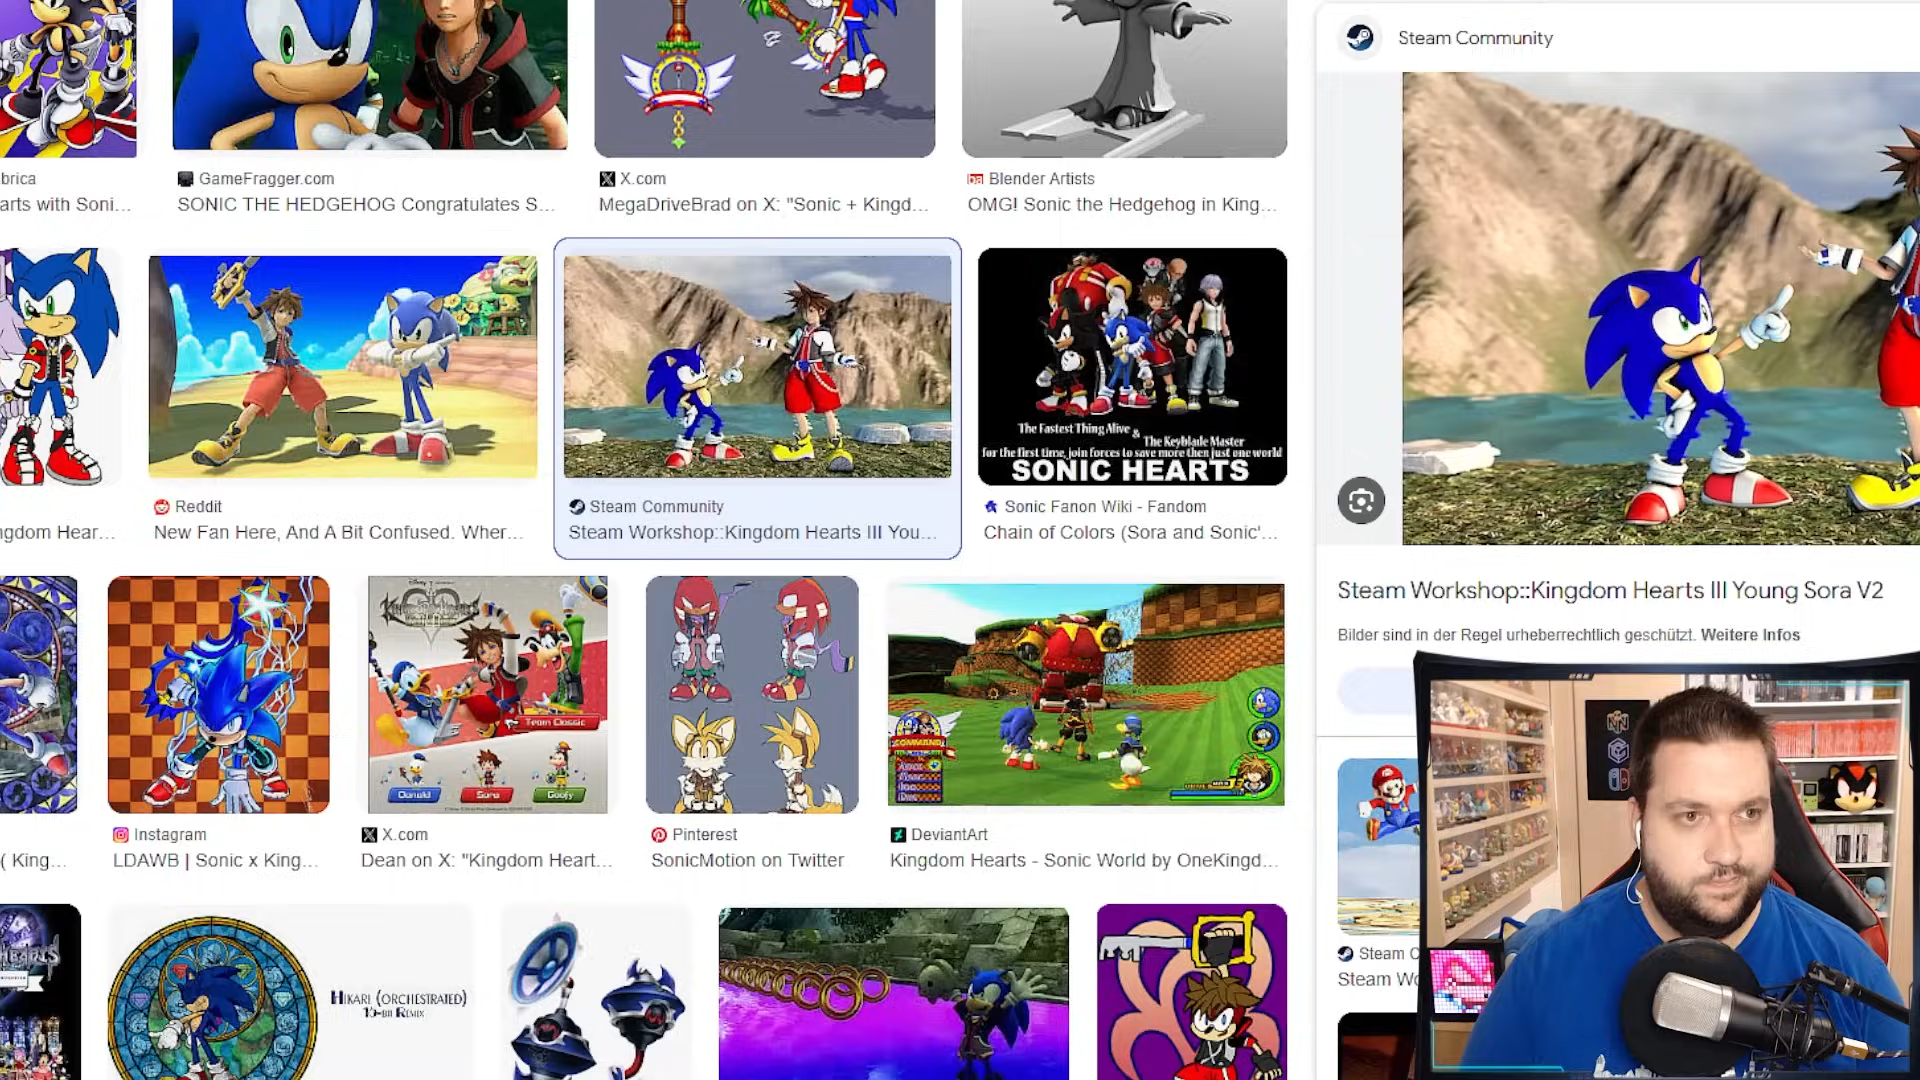 Steam Community
brica
arts with Soni...
GameFragger.com
SONIC THE HEDGEHOG Congratulates S...
X.com
MegaDriveBrad on X: "Sonic + Kingd...
Blender Artists
OMG! Sonic the Hedgehog in King...
ngdom Hear...
Reddit
New Fan Here, And A Bit Confused. Wher...
Steam Community
Steam Workshop::Kingdom Hearts III You...
The Fastest Thing Alive
&
The Keyblade Master
for the first time, join forces to save more then just one world
SONIC HEARTS
Sonic Fanon Wiki - Fandom
Chain of Colors (Sora and Sonic'...
Steam Workshop::Kingdom Hearts III Young Sora V2
Bilder sind in der Regel urheberrechtlich geschützt. Weitere Infos
( King...
Instagram
LDAWB | Sonic x King...
Team Classic
Donald
Sora
Goofy
X.com
Dean on X: "Kingdom Heart...
Pinterest
SonicMotion on Twitter
COMMAND
DeviantArt
Kingdom Hearts - Sonic World by OneKingd...
Steam C
Steam Wo
HIKARI (ORCHESTRATED)
16-BIT REMIX